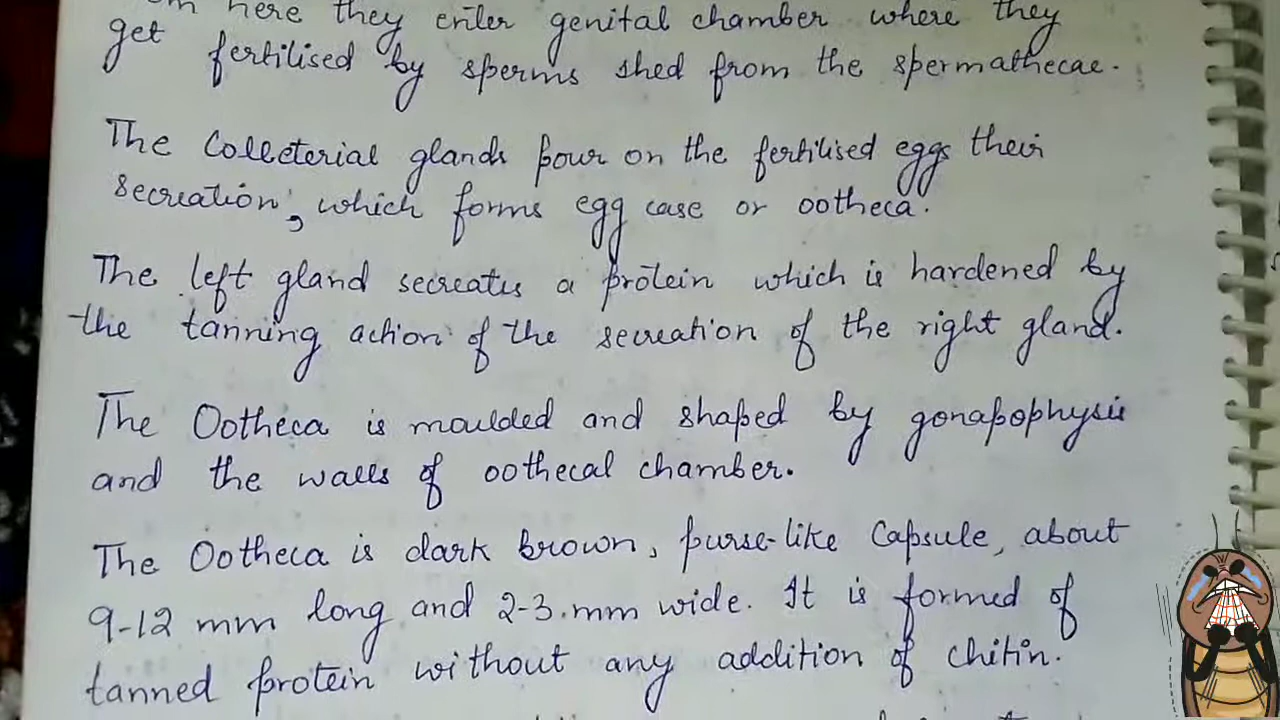 here they enter genital chamber where they
get fertilised by sperms shed from the spermathecae.
The Colleterial glands pour on the fertilised eggs their
secreation, which forms egg case or ootheca.
The left gland secreates a protein which is hardened by
the tanning action of the secreation of the right gland.
The Ootheca is moulded and shaped by gonapophysis
and the walls of oothecal chamber.
The Ootheca is dark brown, purse-like Capsule, about
9-12 mm long and 2-3.mm wide. It is formed of
tanned protein without any addition of chitin.